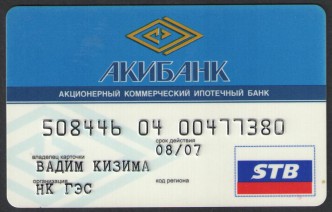 АКИБАНК
АКЦИОНЕРНЫЙ КОММЕРЧЕСКИЙ ИПОТЕЧНЫЙ БАНК
508446 04 00477380
срок действия
владелец карточки 08/07
ВАДИМ КИЗИМА
организация код региона
НК ГЭС
STB